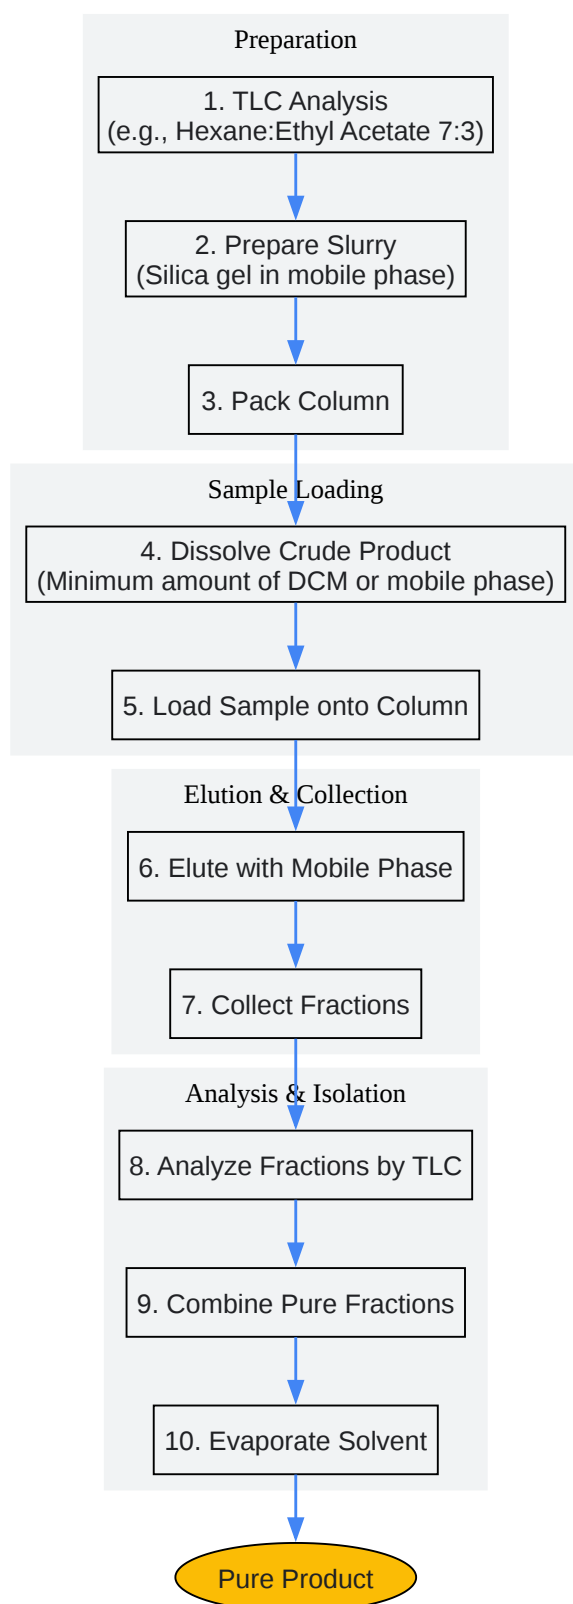 Preparation
1. TLC Analysis
(e.g., Hexane:Ethyl Acetate 7:3)
2. Prepare Slurry
(Silica gel in mobile phase)
3. Pack Column
Sample Loading
4. Dissolve Crude Product
(Minimum amount of DCM or mobile phase)
5. Load Sample onto Column
Elution & Collection
6. Elute with Mobile Phase
7. Collect Fractions
Analysis & Isolation
8. Analyze Fractions by TLC
9. Combine Pure Fractions
10. Evaporate Solvent
Pure Product